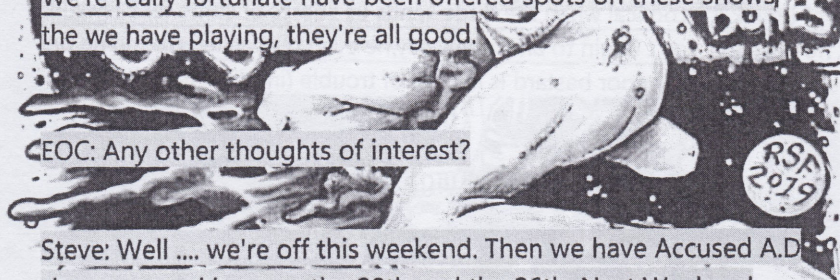 We're really fortunate have been offered spots on these shows,
the we have playing, they're all good.
EOC: Any other thoughts of interest?
RSF
2019
Steve: Well .... we're off this weekend. Then we have Accused A.D